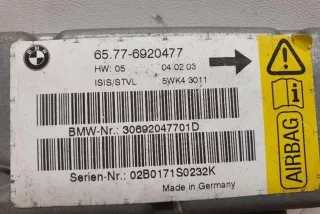 BMW
65.77-6920477
HW: 05 04 02 03
ISIS/STVL 5WK4 3011
BMW-Nr.: 30692047701D
Serien-Nr.: 02B0171S0232K
Made in Germany
AIRBAG